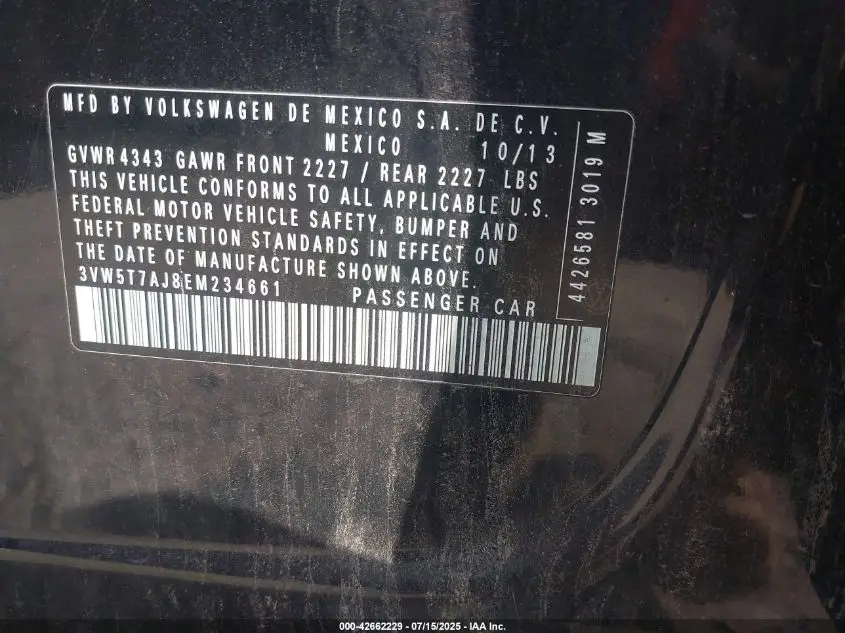 MFD BY VOLKSWAGEN DE MEXICO S.A. DE C.V.
MEXICO 10/13
GVWR 4343 GAWR FRONT 2227 / REAR 2227 LBS
THIS VEHICLE CONFORMS TO ALL APPLICABLE U.S.
FEDERAL MOTOR VEHICLE SAFETY, BUMPER AND
THEFT PREVENTION STANDARDS IN EFFECT ON
THE DATE OF MANUFACTURE SHOWN ABOVE.
3VW5T7AJ8EM234661 PASSENGER CAR
4426581 3019 M
000-42662229 - 07/15/2025 - IAA Inc.